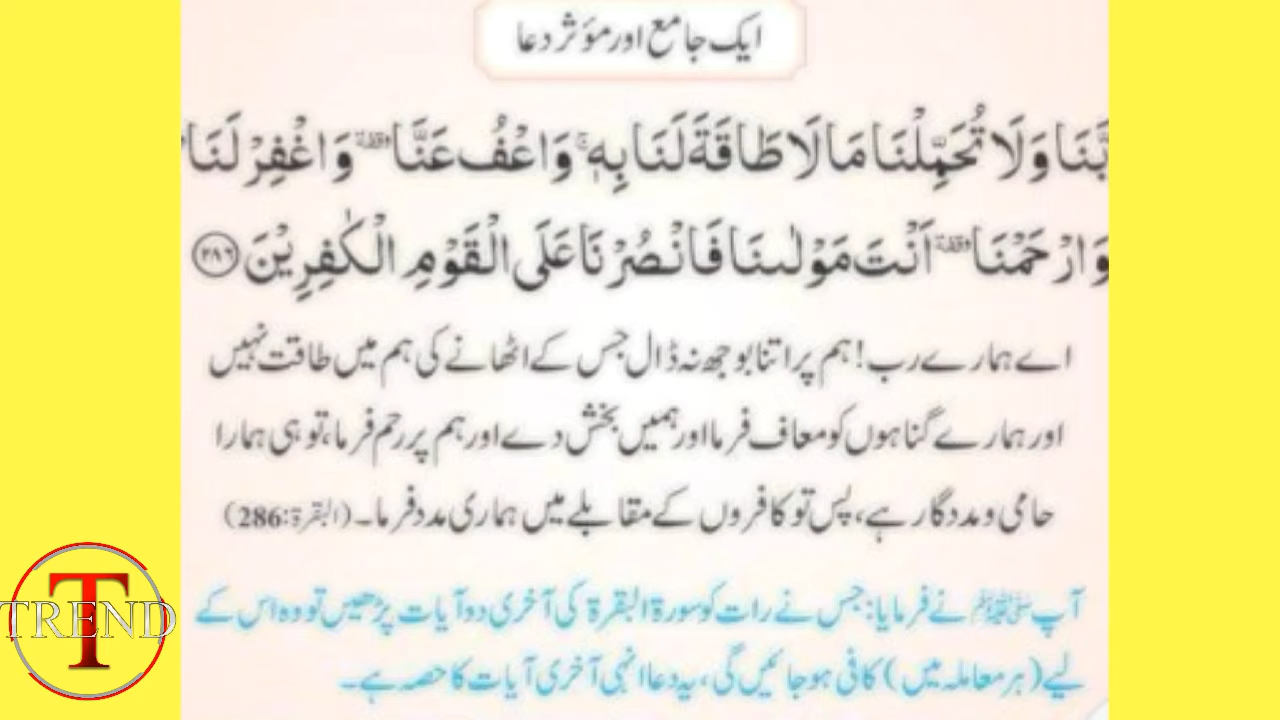 ایک جامع اور مؤثر دعا
بَّنَا وَلَا تُحَمِّلْنَا مَا لَا طَاقَةَ لَنَا بِهٖ ۚ وَاعْفُ عَنَّا ۥ وقفة وَاغْفِرْ لَنَا
وَارْحَمْنَا ۥ وقفة اَنْتَ مَوْلٰىنَا فَانْصُرْنَا عَلَى الْقَوْمِ الْكٰفِرِيْنَ ﴿٢٨٦﴾
اے ہمارے رب! ہم پر اتنا بوجھ نہ ڈال جس کے اٹھانے کی ہم میں طاقت نہیں
اور ہمارے گناہوں کو معاف فرما اور ہمیں بخش دے اور ہم پر رحم فرما، تو ہی ہمارا
حامی و مددگار ہے، پس تو کافروں کے مقابلے میں ہماری مدد فرما۔ (البقرۃ:286)
آپ ﷺ نے فرمایا: جس نے رات کو سورۃ البقرۃ کی آخری دو آیات پڑھیں تو وہ اس کے
لیے (ہر معاملہ میں) کافی ہو جائیں گی، یہ دعا انہی آخری آیات کا حصہ ہے۔
T
TREND